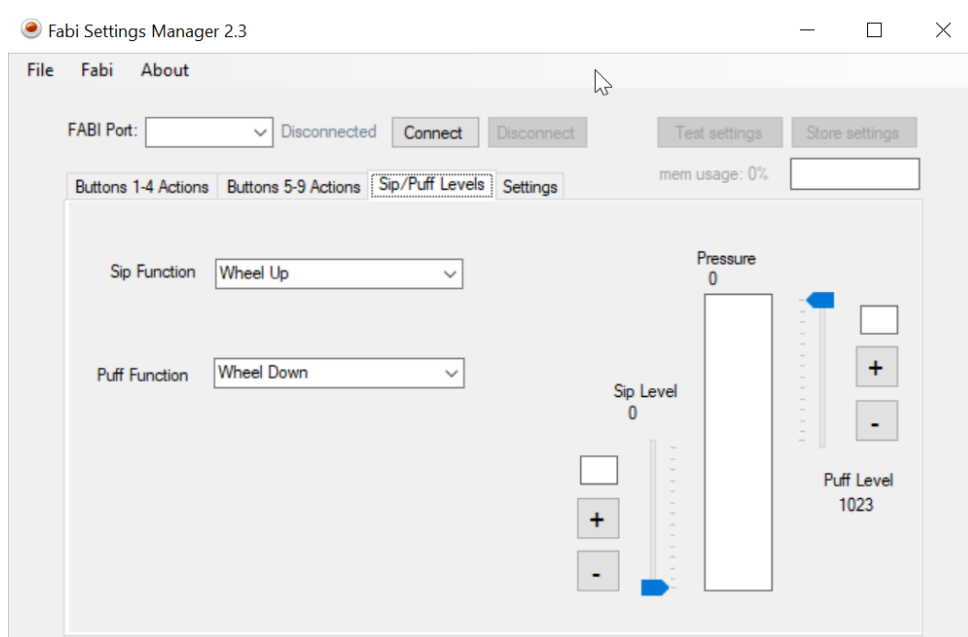 Fabi Settings Manager 2.3
File Fabi About
FABI Port: Disconnected Connect Disconnect Test settings Store settings
mem usage: 0%
Buttons 1-4 Actions Buttons 5-9 Actions Sip/Puff Levels Settings
Sip Function Wheel Up
Pressure
0
+
-
Puff Function Wheel Down
Sip Level
0
+
-
Puff Level
1023